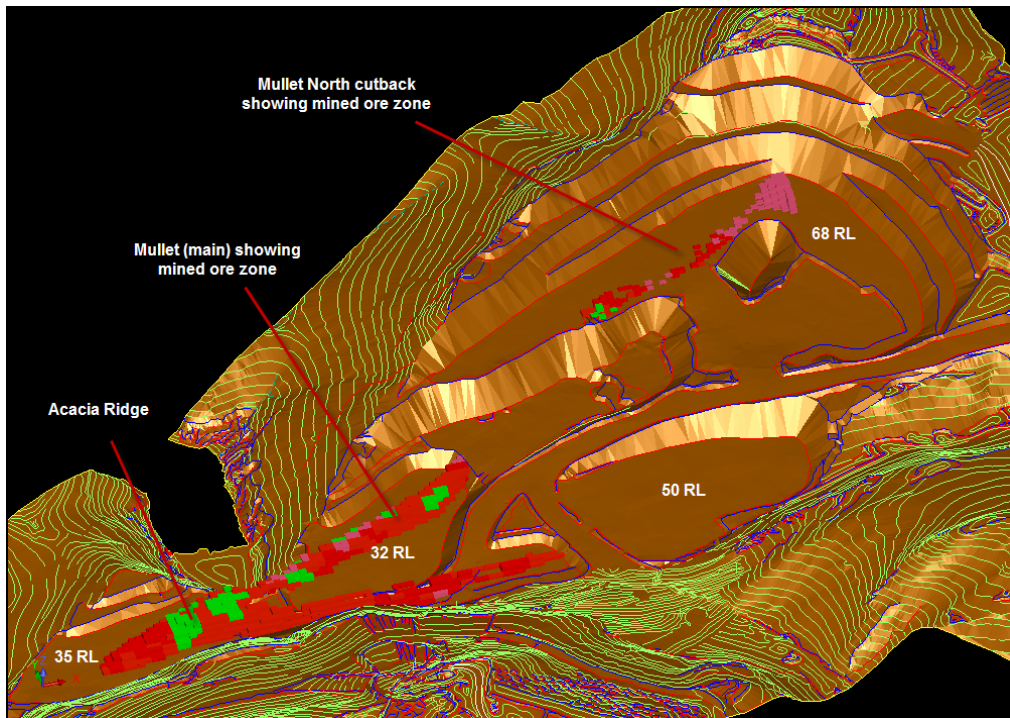 Mullet North cutback
showing mined ore zone
Mullet (main) showing
mined ore zone
68 RL
Acacia Ridge
50 RL
32 RL
35 RL
X